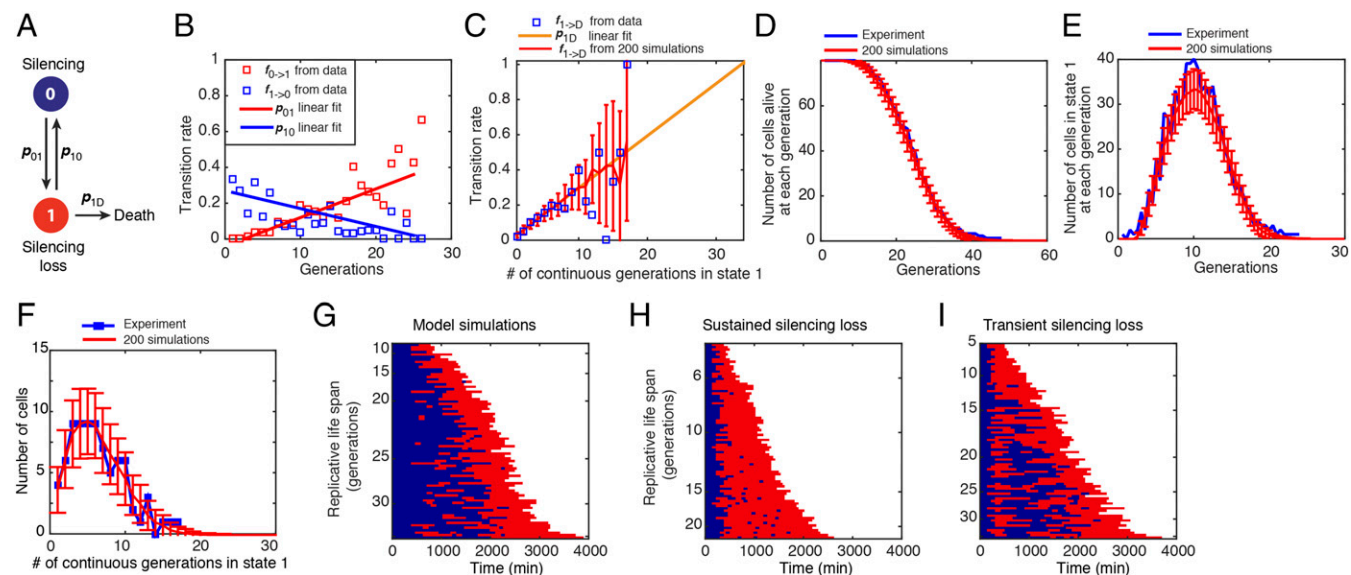 A
Silencing
0
p01
p10
1
p1D
Death
Silencing
loss
B
f0->1 from data
f1->0 from data
p01 linear fit
p10 linear fit
Transition rate
1
0.8
0.6
0.4
0.2
0
0
10
20
30
Generations
C
f1->D from data
p1D linear fit
f1->D from 200 simulations
Transition rate
1
0.8
0.6
0.4
0.2
0
0
10
20
30
# of continuous generations in state 1
D
Experiment
200 simulations
Number of cells alive
at each generation
60
40
20
0
0
20
40
60
Generations
E
Experiment
200 simulations
Number of cells in state 1
at each generation
40
30
20
10
0
0
10
20
30
Generations
F
Experiment
200 simulations
Number of cells
15
10
5
0
0
10
20
30
# of continuous generations in state 1
G
Model simulations
Replicative life span
(generations)
10
15
20
25
30
0
1000
2000
3000
4000
Time (min)
H
Sustained silencing loss
Replicative life span
(generations)
6
10
15
20
0
1000
2000
3000
4000
Time (min)
I
Transient silencing loss
5
10
15
20
25
30
0
1000
2000
3000
4000
Time (min)